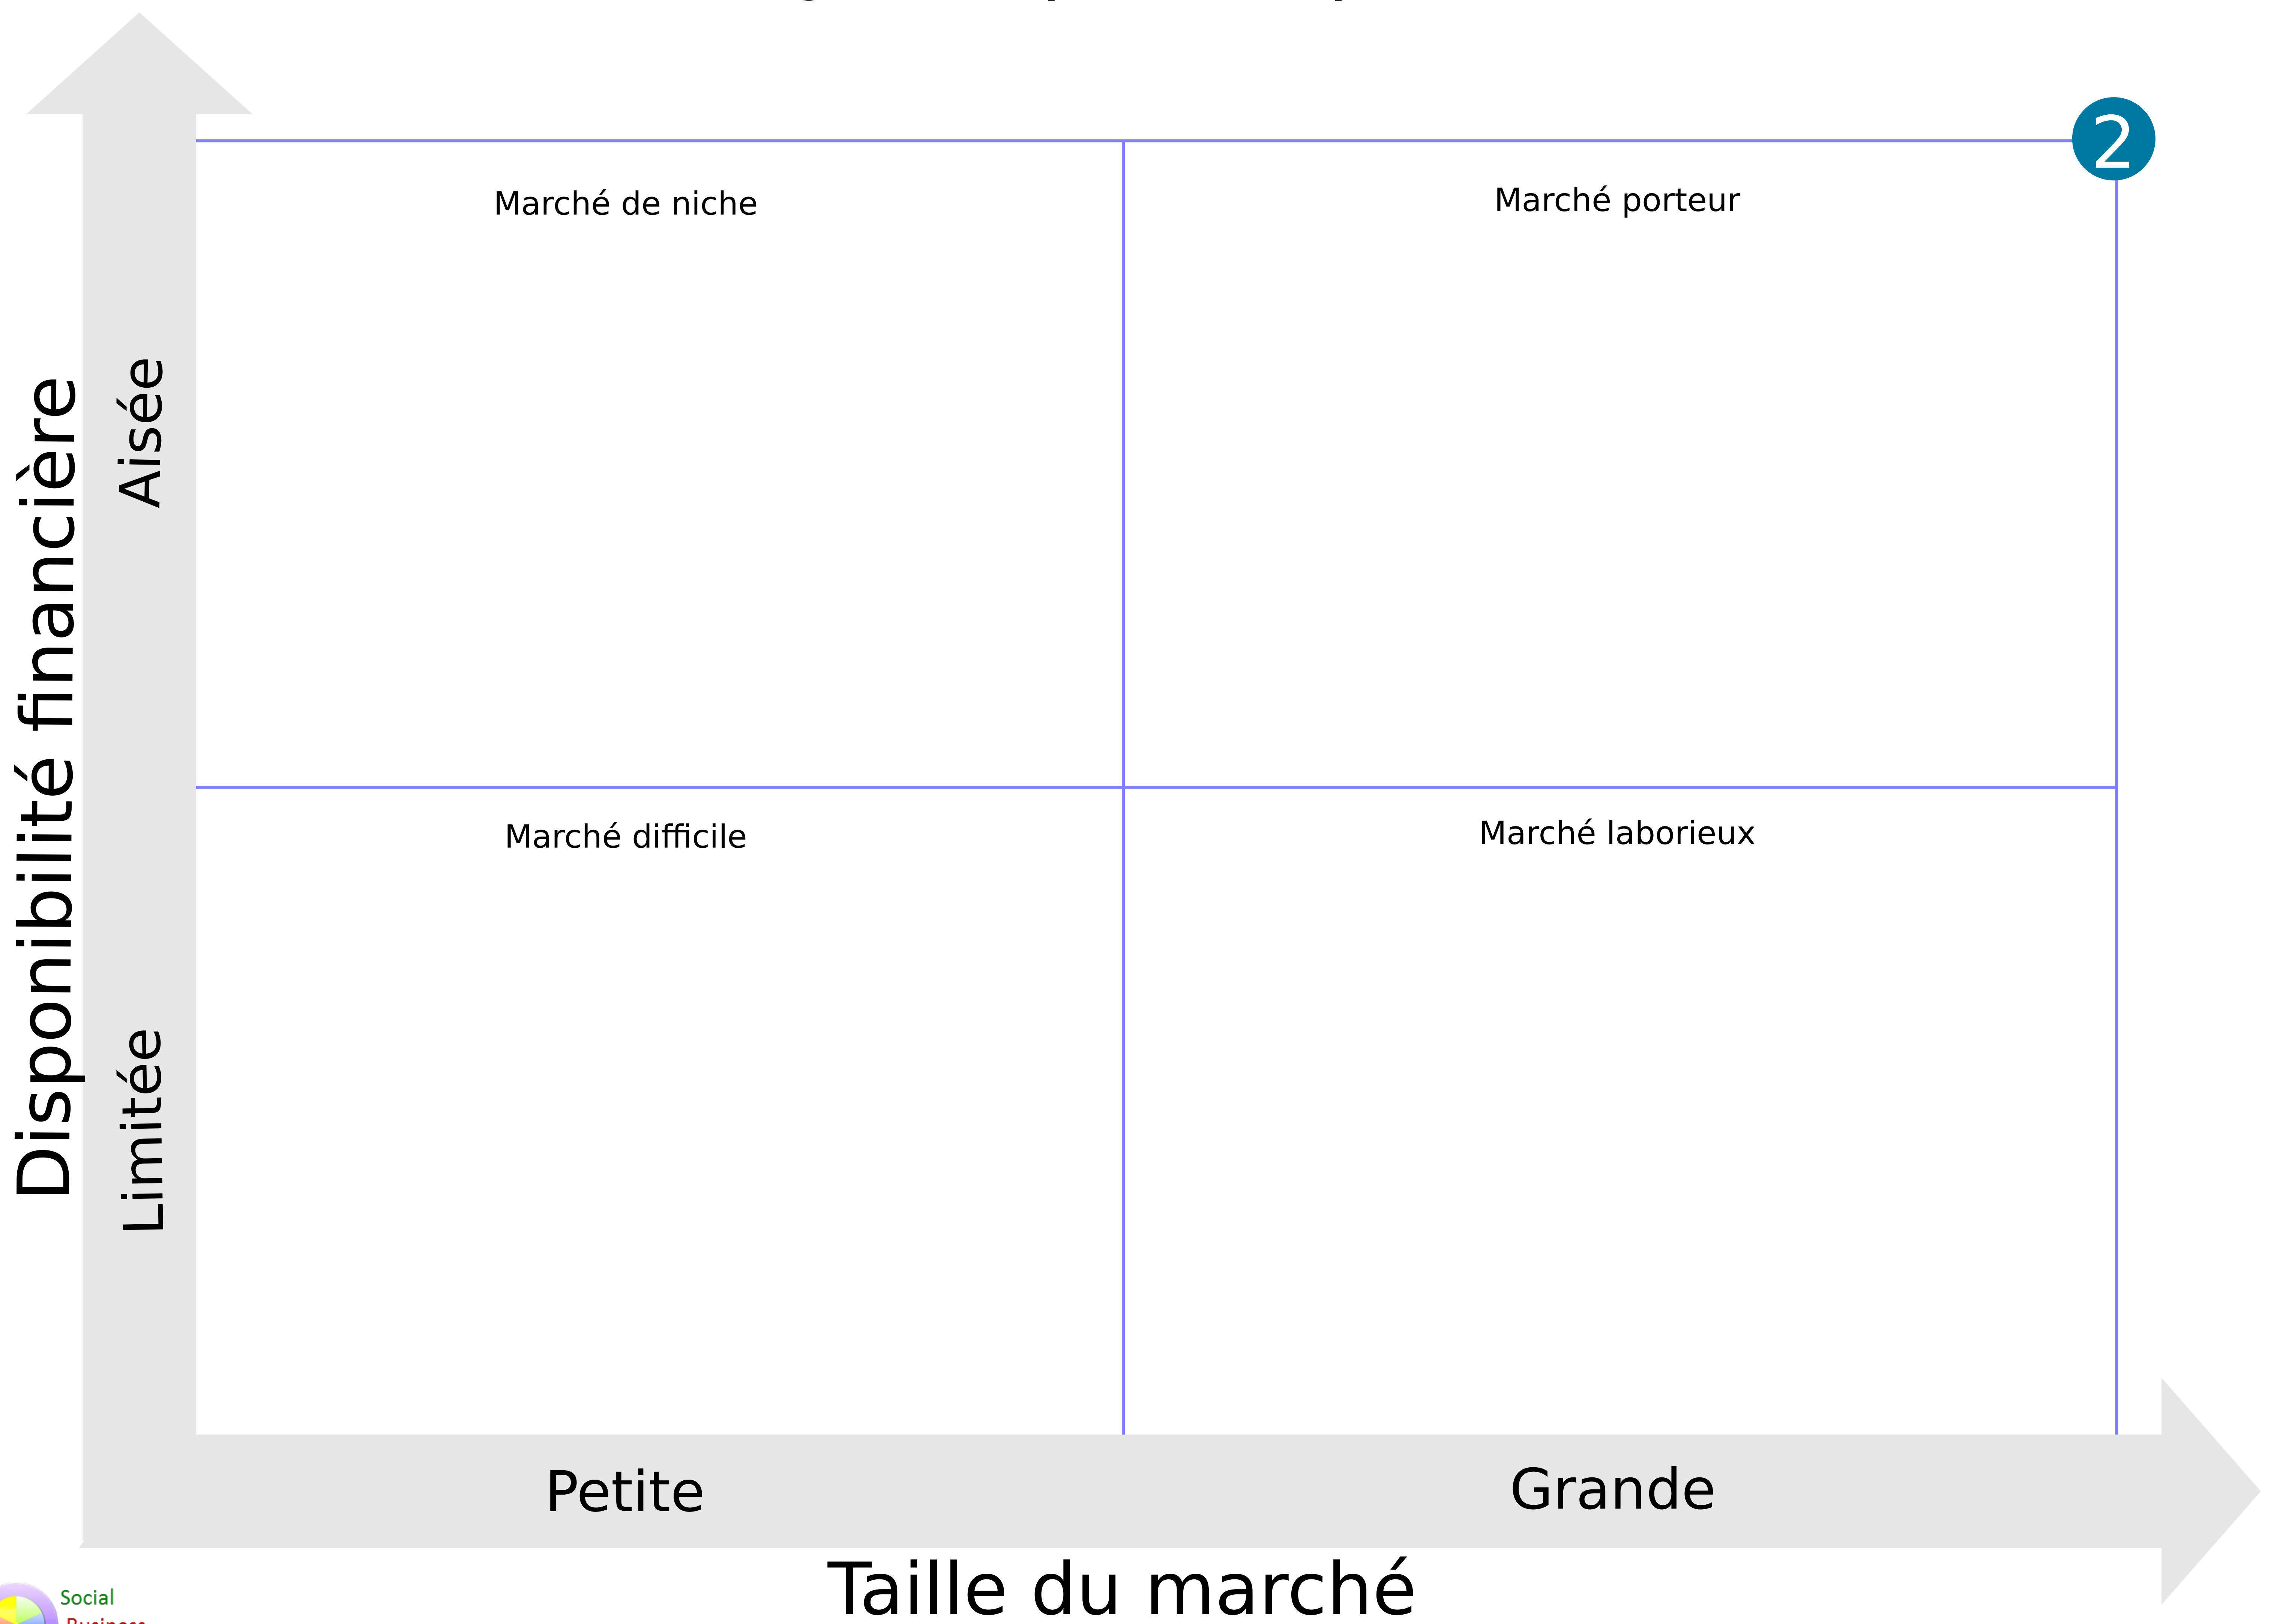 2
Marché de niche
Marché porteur
Disponibilité financière
Aisée
Marché difficile
Marché laborieux
Limitée
Petite
Grande
Taille du marché
Social
Business